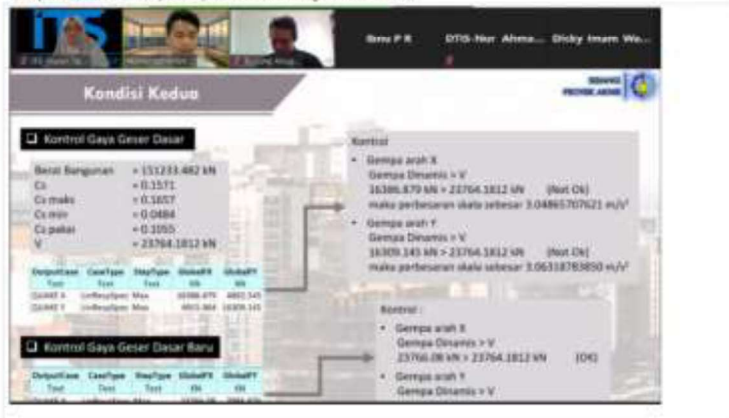 iTS
Ibnu P R
DTIS-Nur Ahma...
Dicky Imam Wa...
Kondisi Kedua
SIDANG
PROYEK AKHIR
Kontrol Gaya Geser Dasar
Berat Bangunan = 151233.482 kN
Cs = 0.1571
Cs maks = 0.1657
Cs min = 0.0484
Cs pakai = 0.1055
V = 23764.1812 kN
OutputCase CaseType StepType GlobalFX GlobalFY
Text Text Text KN KN
QUAKE X LinRespSpec Max 16386.879
QUAKE Y LinRespSpec Max 16309.145
Kontrol
• Gempa arah X
Gempa Dinamis > V
16386.879 kN > 23764.1812 kN (Not Ok)
maka perbesaran skala sebesar 3.04865707621 m/s²
• Gempa arah Y
Gempa Dinamis > V
16309.145 kN > 23764.1812 kN (Not Ok)
maka perbesaran skala sebesar 3.06318783850 m/s²
Kontrol Gaya Geser Dasar Baru
OutputCase CaseType StepType GlobalFX GlobalFY
Text Text Text KN KN
Kontrol :
• Gempa arah X
Gempa Dinamis > V
23766.08 kN > 23764.1812 kN (OK)
• Gempa arah Y
Gempa Dinamis > V